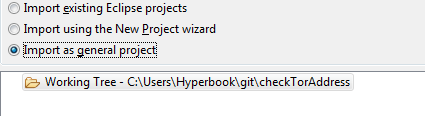 Import existing Eclipse projects
Import using the New Project wizard
Import as general project
Working Tree - C:\Users\Hyperbook\git\checkTorAddress